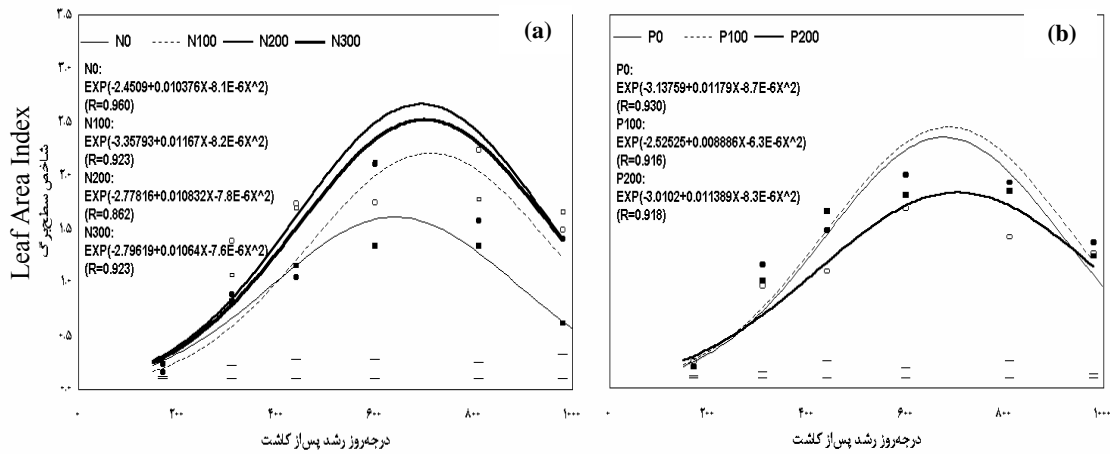 (a)
N0 N100 N200 N300
N0:
EXP(-2.4509+0.010376X-8.1E-6X^2)
(R=0.960)
N100:
EXP(-3.35793+0.01167X-8.2E-6X^2)
(R=0.923)
N200:
EXP(-2.77816+0.010832X-7.8E-6X^2)
(R=0.862)
N300:
EXP(-2.79619+0.01064X-7.6E-6X^2)
(R=0.923)
Leaf Area Index
شاخص سطح‌برگ
۳.۵
۳.۰
۲.۵
۲.۰
۱.۵
۱.۰
۰.۵
۰.۰
۰ ۲۰۰ ۴۰۰ ۶۰۰ ۸۰۰ ۱۰۰۰
درجه‌روز رشد پس‌از کاشت
(b)
P0 P100 P200
P0:
EXP(-3.13759+0.01179X-8.7E-6X^2)
(R=0.930)
P100:
EXP(-2.52525+0.008886X-6.3E-6X^2)
(R=0.916)
P200:
EXP(-3.0102+0.011389X-8.3E-6X^2)
(R=0.918)
۰ ۲۰۰ ۴۰۰ ۶۰۰ ۸۰۰ ۱۰۰۰
درجه‌روز رشد پس‌از کاشت